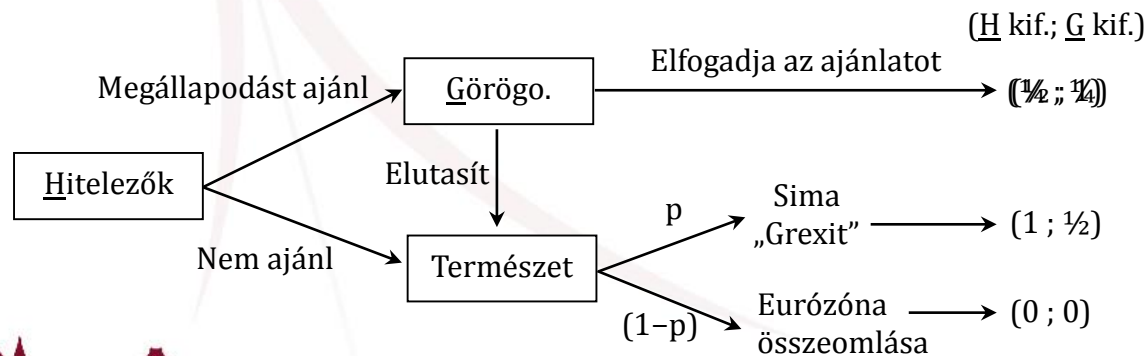 (H kif.; G kif.)
Elfogadja az ajánlatot
Megállapodást ajánl
Görögo.
Hitelezők
Elutasít
p
Sima
„Grexit”
(1 ; ½)
Nem ajánl
Természet
(1–p)
Eurózóna
összeomlása
(0 ; 0)